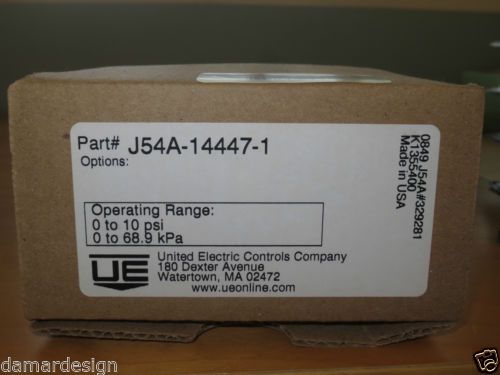 Part# J54A-14447-1
Options:
Operating Range:
0 to 10 psi
0 to 68.9 kPa
UE
United Electric Controls Company
180 Dexter Avenue
Watertown, MA 02472
www.ueonline.com
0849 J54A#329281
K1355400
Made in USA
damardesign